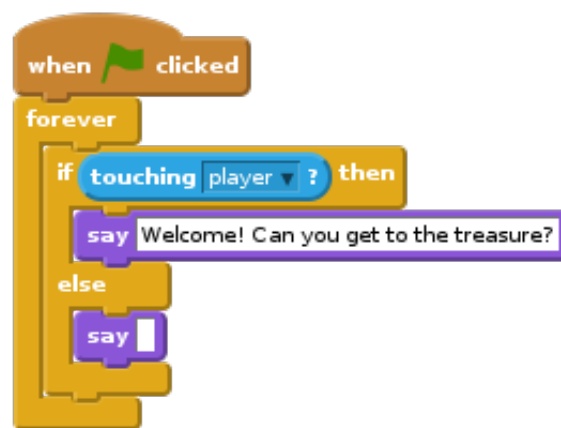 when clicked
forever
if touching player ? then
say Welcome! Can you get to the treasure?
else
say